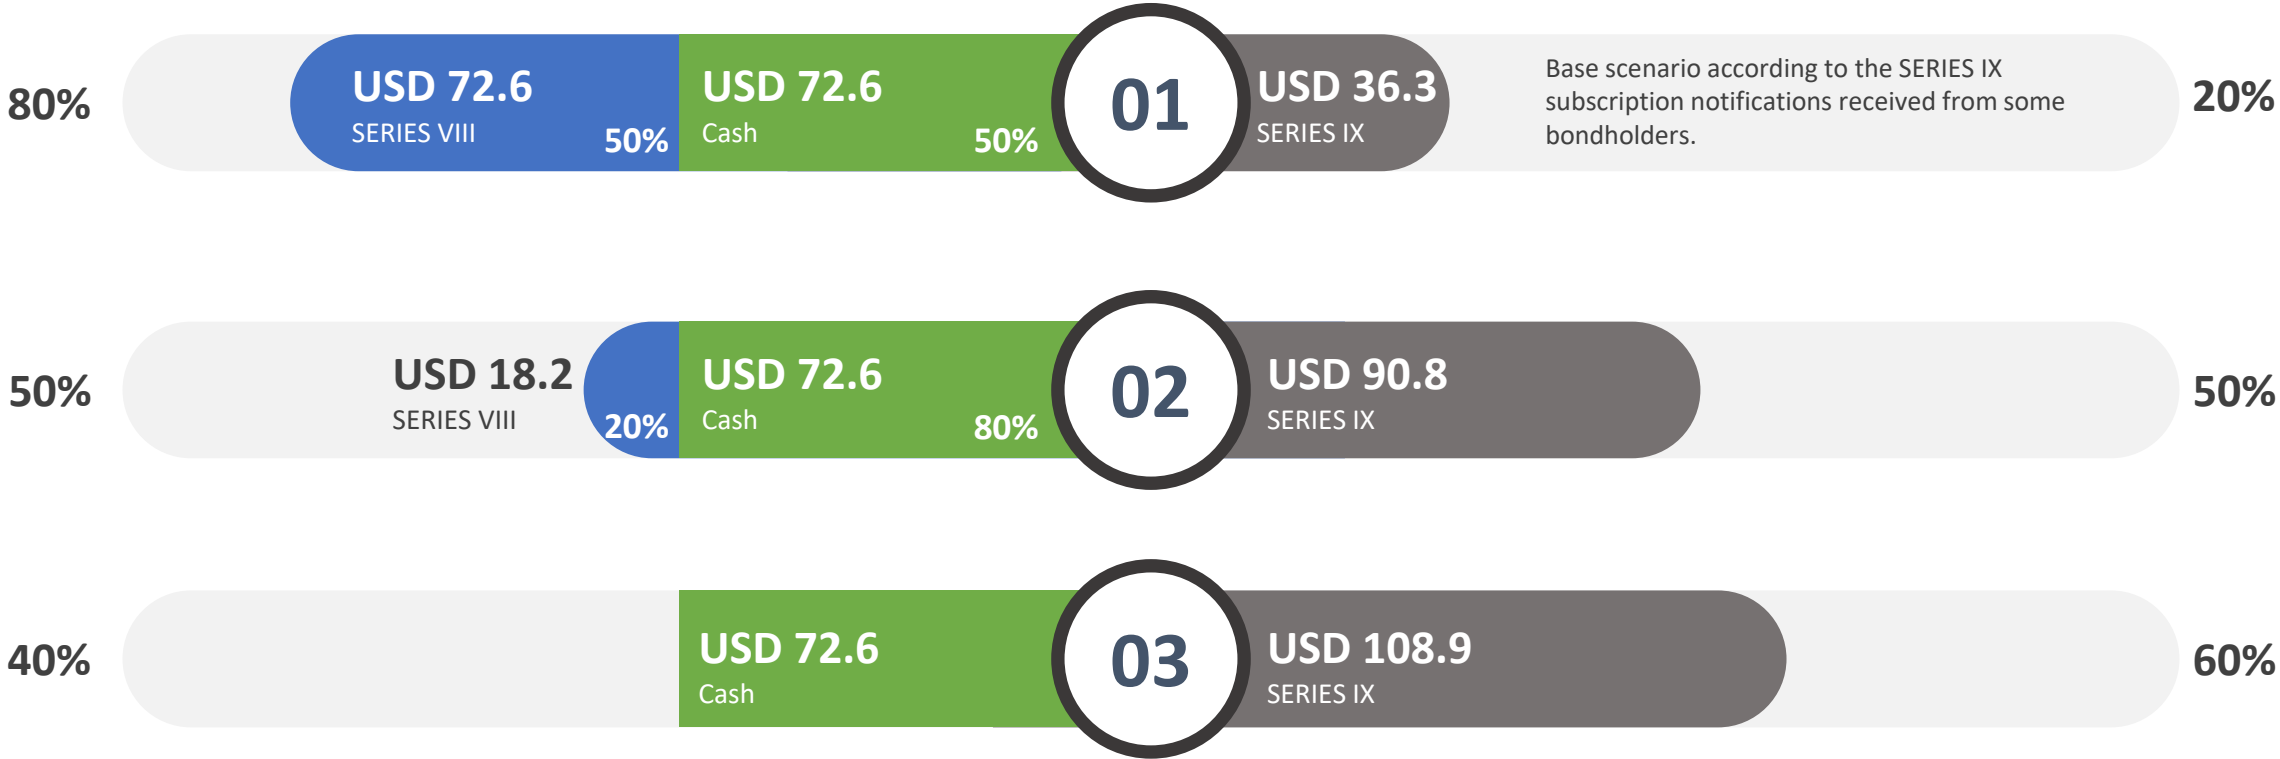 80%
USD 72.6
SERIES VIII
50%
USD 72.6
Cash
50%
01
USD 36.3
SERIES IX
Base scenario according to the SERIES IX
subscription notifications received from some
bondholders.
20%
50%
USD 18.2
SERIES VIII
20%
USD 72.6
Cash
80%
02
USD 90.8
SERIES IX
50%
40%
USD 72.6
Cash
03
USD 108.9
SERIES IX
60%